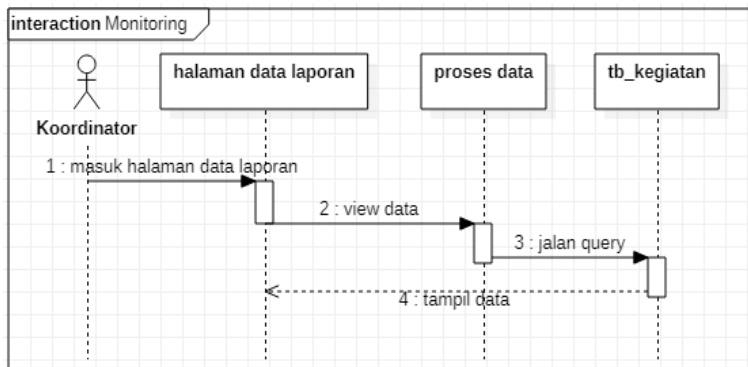 interaction Monitoring
halaman data laporan
proses data
tb_kegiatan
Koordinator
1 : masuk halaman data laporan
2 : view data
3 : jalan query
4 : tampil data